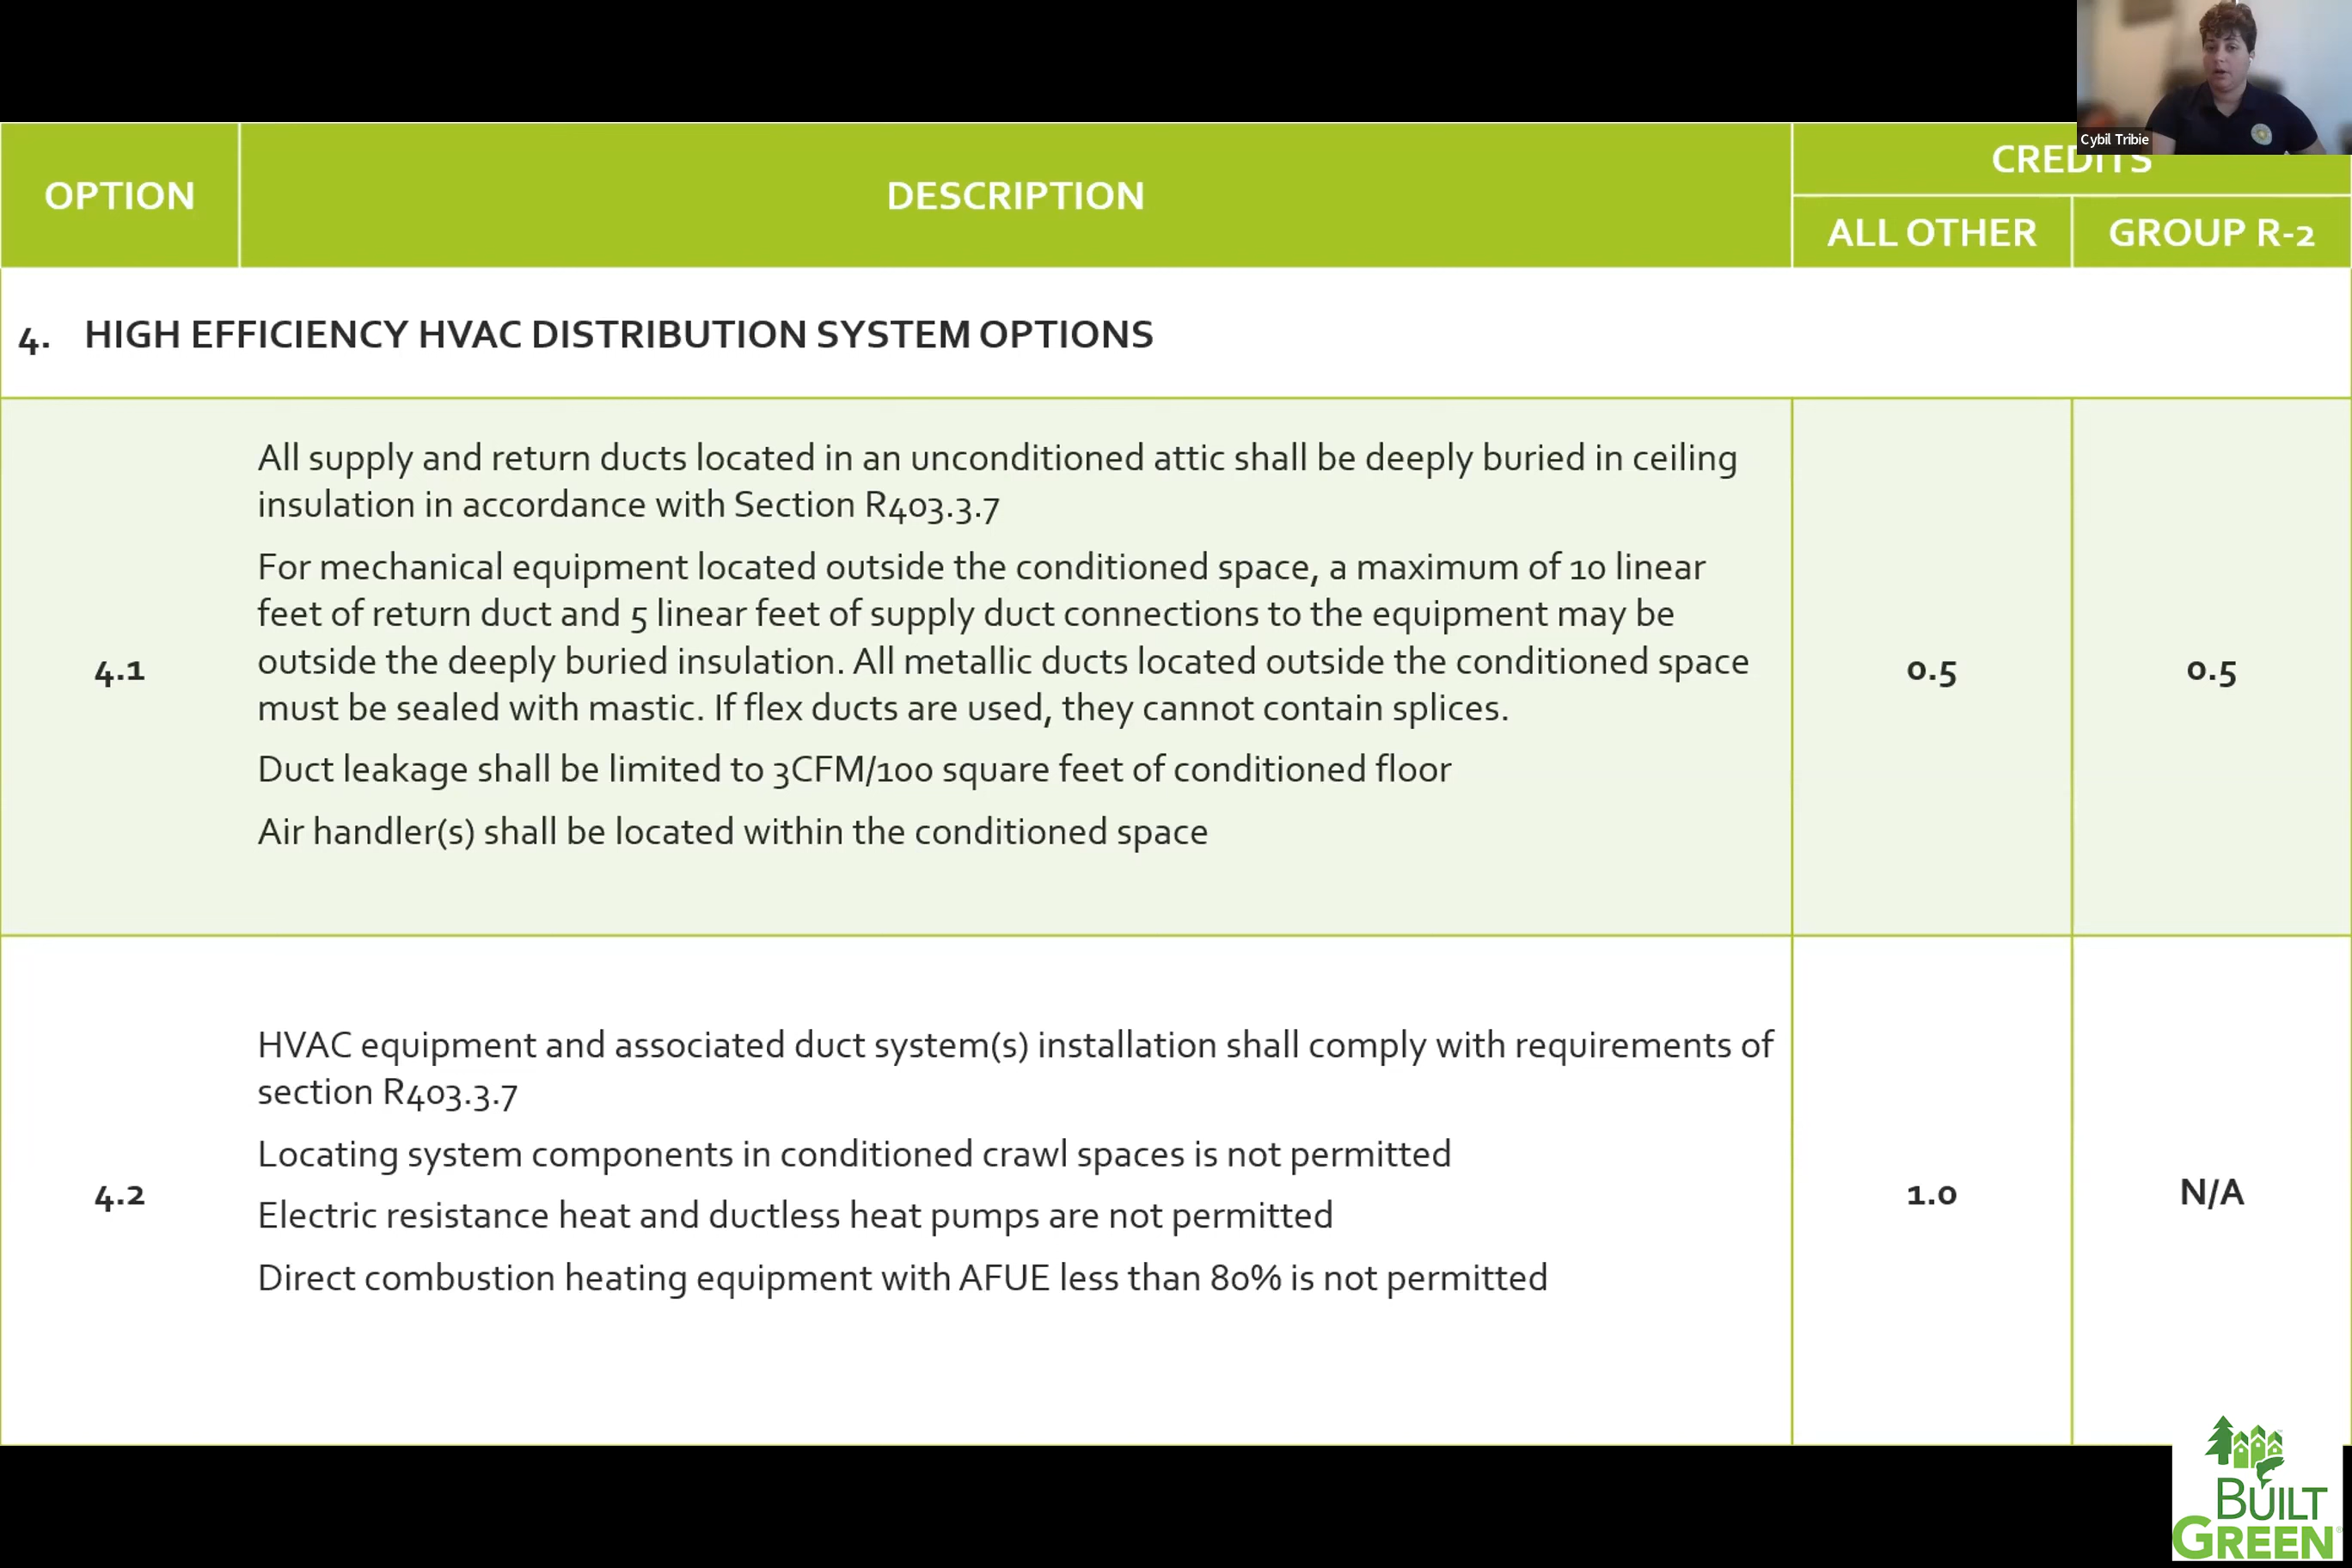 Cybil Tribie
OPTION
DESCRIPTION
CREDITS
ALL OTHER
GROUP R-2
4. HIGH EFFICIENCY HVAC DISTRIBUTION SYSTEM OPTIONS
4.1
All supply and return ducts located in an unconditioned attic shall be deeply buried in ceiling
insulation in accordance with Section R403.3.7
For mechanical equipment located outside the conditioned space, a maximum of 10 linear
feet of return duct and 5 linear feet of supply duct connections to the equipment may be
outside the deeply buried insulation. All metallic ducts located outside the conditioned space
must be sealed with mastic. If flex ducts are used, they cannot contain splices.
Duct leakage shall be limited to 3CFM/100 square feet of conditioned floor
Air handler(s) shall be located within the conditioned space
0.5
0.5
4.2
HVAC equipment and associated duct system(s) installation shall comply with requirements of
section R403.3.7
Locating system components in conditioned crawl spaces is not permitted
Electric resistance heat and ductless heat pumps are not permitted
Direct combustion heating equipment with AFUE less than 80% is not permitted
1.0
N/A
BUILT
GREEN